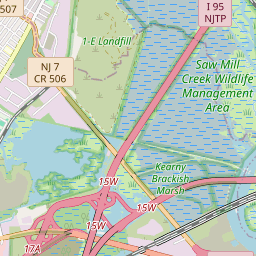 507
1-E Landfill
I 95
NJTP
NJ 7
CR 506
Saw Mill
Creek Wildlife
Management
Area
Kearny
Brackish
Marsh
15W
15W
15W
17A